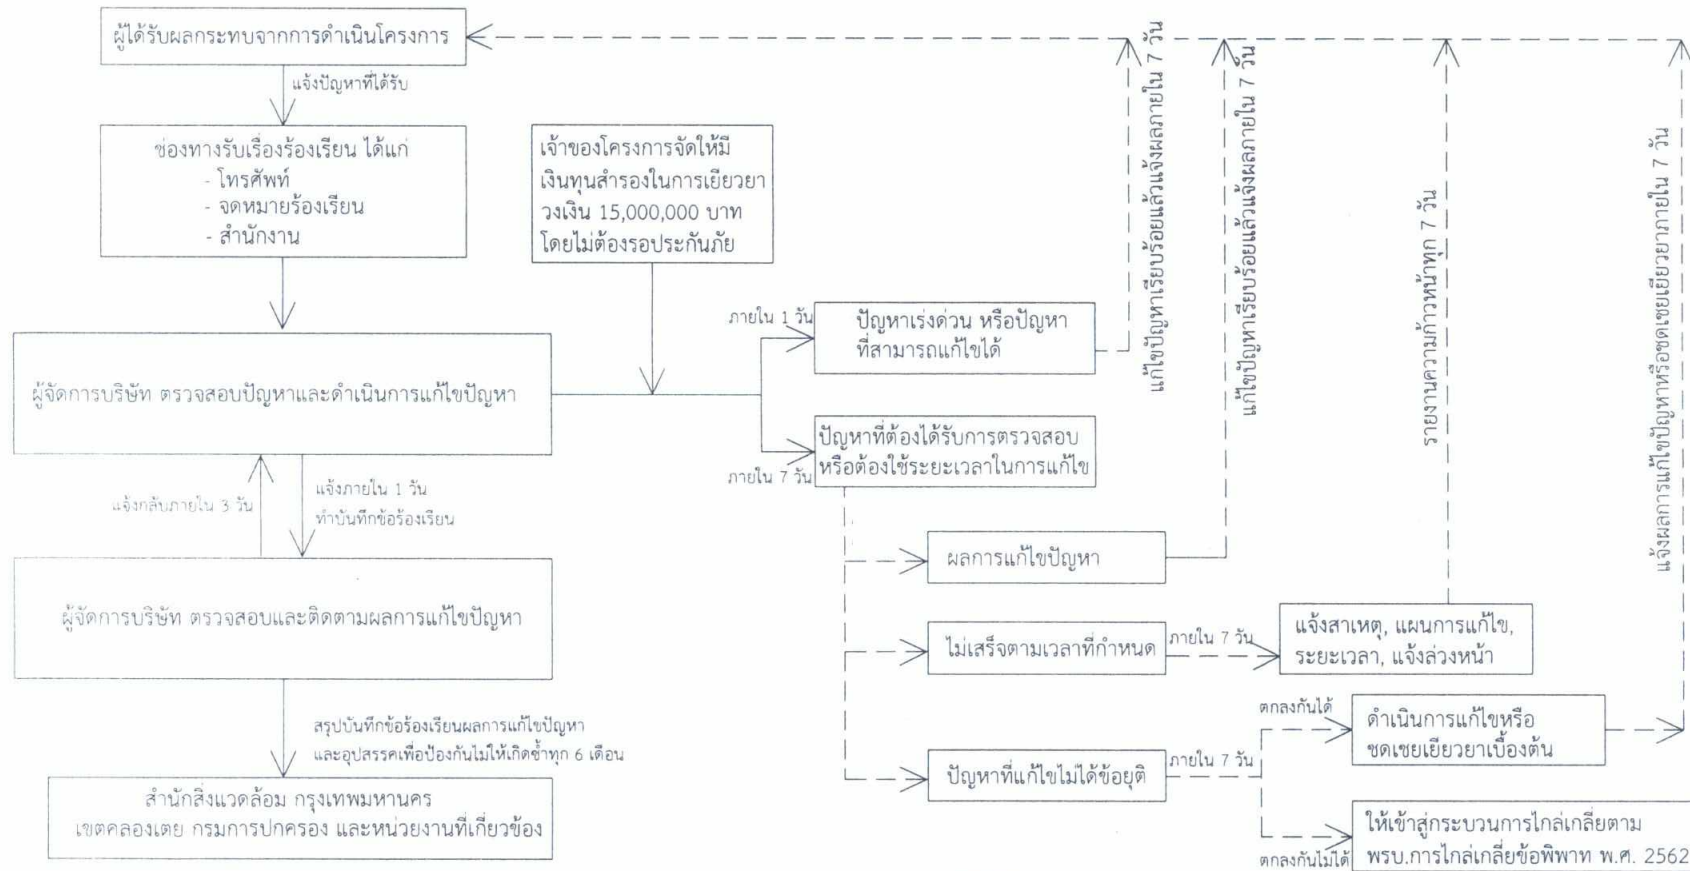 ผู้ได้รับผลกระทบจากการดำเนินโครงการ
แจ้งปัญหาที่ได้รับ
ช่องทางรับเรื่องร้องเรียน ได้แก่
- โทรศัพท์
- จดหมายร้องเรียน
- สำนักงาน
เจ้าของโครงการจัดให้มี
เงินทุนสำรองในการเยียวยา
วงเงิน 15,000,000 บาท
โดยไม่ต้องรอประกันภัย
ผู้จัดการบริษัท ตรวจสอบปัญหาและดำเนินการแก้ไขปัญหา
ภายใน 1 วัน
ปัญหาเร่งด่วน หรือปัญหา
ที่สามารถแก้ไขได้
แก้ไขปัญหาเรียบร้อยแล้วแจ้งผลภายใน 7 วัน
ภายใน 7 วัน
ปัญหาที่ต้องได้รับการตรวจสอบ
หรือต้องใช้ระยะเวลาในการแก้ไข
แจ้งกลับภายใน 3 วัน
แจ้งภายใน 1 วัน
ทำบันทึกข้อร้องเรียน
ผู้จัดการบริษัท ตรวจสอบและติดตามผลการแก้ไขปัญหา
สรุปบันทึกข้อร้องเรียนผลการแก้ไขปัญหา
และอุปสรรคเพื่อป้องกันไม่ให้เกิดซ้ำทุก 6 เดือน
สำนักสิ่งแวดล้อม กรุงเทพมหานคร
เขตคลองเตย กรมการปกครอง และหน่วยงานที่เกี่ยวข้อง
ผลการแก้ไขปัญหา
แก้ไขปัญหาเรียบร้อยแล้วแจ้งผลภายใน 7 วัน
ไม่เสร็จตามเวลาที่กำหนด
ภายใน 7 วัน
แจ้งสาเหตุ, แผนการแก้ไข,
ระยะเวลา, แจ้งล่วงหน้า
รายงานความก้าวหน้าทุก 7 วัน
ปัญหาที่แก้ไขไม่ได้ข้อยุติ
ภายใน 7 วัน
ตกลงกันได้
ดำเนินการแก้ไขหรือ
ชดเชยเยียวยาเบื้องต้น
แจ้งผลการแก้ไขปัญหาหรือชดเชยเยียวยาภายใน 7 วัน
ตกลงกันไม่ได้
ให้เข้าสู่กระบวนการไกล่เกลี่ยตาม
พรบ.การไกล่เกลี่ยข้อพิพาท พ.ศ. 2562